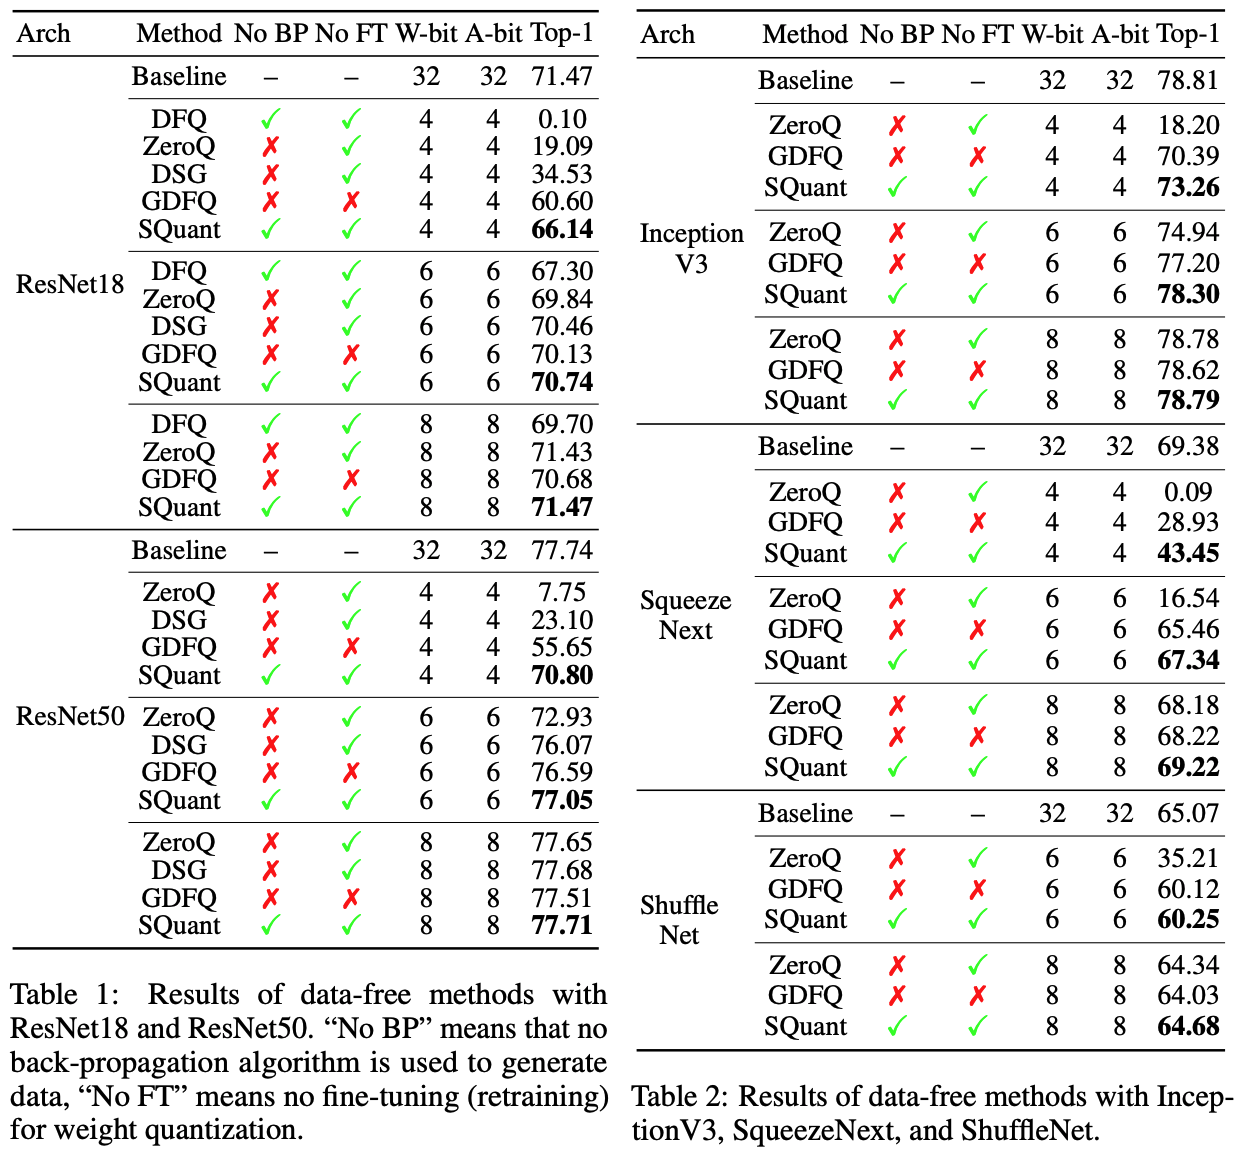 Arch Method No BP No FT W-bit A-bit Top-1
Baseline – – 32 32 71.47
DFQ ✓ ✓ 4 4 0.10
ZeroQ ✗ ✓ 4 4 19.09
DSG ✗ ✓ 4 4 34.53
GDFQ ✗ ✗ 4 4 60.60
SQuant ✓ ✓ 4 4 66.14
ResNet18
DFQ ✓ ✓ 6 6 67.30
ZeroQ ✗ ✓ 6 6 69.84
DSG ✗ ✓ 6 6 70.46
GDFQ ✗ ✗ 6 6 70.13
SQuant ✓ ✓ 6 6 70.74
DFQ ✓ ✓ 8 8 69.70
ZeroQ ✗ ✓ 8 8 71.43
GDFQ ✗ ✗ 8 8 70.68
SQuant ✓ ✓ 8 8 71.47
Baseline – – 32 32 77.74
ZeroQ ✗ ✓ 4 4 7.75
DSG ✗ ✓ 4 4 23.10
GDFQ ✗ ✗ 4 4 55.65
SQuant ✓ ✓ 4 4 70.80
ResNet50
ZeroQ ✗ ✓ 6 6 72.93
DSG ✗ ✓ 6 6 76.07
GDFQ ✗ ✗ 6 6 76.59
SQuant ✓ ✓ 6 6 77.05
ZeroQ ✗ ✓ 8 8 77.65
DSG ✗ ✓ 8 8 77.68
GDFQ ✗ ✗ 8 8 77.51
SQuant ✓ ✓ 8 8 77.71
Table 1: Results of data-free methods with
ResNet18 and ResNet50. “No BP” means that no
back-propagation algorithm is used to generate
data, “No FT” means no fine-tuning (retraining)
for weight quantization.
Arch Method No BP No FT W-bit A-bit Top-1
Baseline – – 32 32 78.81
ZeroQ ✗ ✓ 4 4 18.20
GDFQ ✗ ✗ 4 4 70.39
SQuant ✓ ✓ 4 4 73.26
Inception
V3
ZeroQ ✗ ✓ 6 6 74.94
GDFQ ✗ ✗ 6 6 77.20
SQuant ✓ ✓ 6 6 78.30
ZeroQ ✗ ✓ 8 8 78.78
GDFQ ✗ ✗ 8 8 78.62
SQuant ✓ ✓ 8 8 78.79
Baseline – – 32 32 69.38
ZeroQ ✗ ✓ 4 4 0.09
GDFQ ✗ ✗ 4 4 28.93
SQuant ✓ ✓ 4 4 43.45
Squeeze
Next
ZeroQ ✗ ✓ 6 6 16.54
GDFQ ✗ ✗ 6 6 65.46
SQuant ✓ ✓ 6 6 67.34
ZeroQ ✗ ✓ 8 8 68.18
GDFQ ✗ ✗ 8 8 68.22
SQuant ✓ ✓ 8 8 69.22
Baseline – – 32 32 65.07
ZeroQ ✗ ✓ 6 6 35.21
GDFQ ✗ ✗ 6 6 60.12
SQuant ✓ ✓ 6 6 60.25
Shuffle
Net
ZeroQ ✗ ✓ 8 8 64.34
GDFQ ✗ ✗ 8 8 64.03
SQuant ✓ ✓ 8 8 64.68
Table 2: Results of data-free methods with Incep-
tionV3, SqueezeNext, and ShuffleNet.